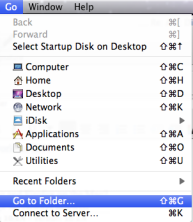 Go Window Help
Back ⌘[
Forward ⌘]
Select Startup Disk on Desktop ⇧⌘↑
Computer ⇧⌘C
Home ⇧⌘H
Desktop ⇧⌘D
Network ⇧⌘K
iDisk ▶
Applications ⇧⌘A
Documents ⇧⌘O
Utilities ⇧⌘U
Recent Folders ▶
Go to Folder... ⇧⌘G
Connect to Server... ⌘K